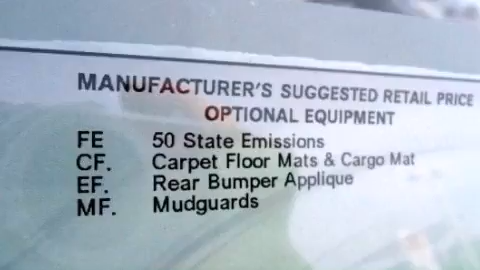 MANUFACTURER'S SUGGESTED RETAIL PRICE
OPTIONAL EQUIPMENT
FE 50 State Emissions
CF. Carpet Floor Mats & Cargo Mat
EF. Rear Bumper Applique
MF. Mudguards